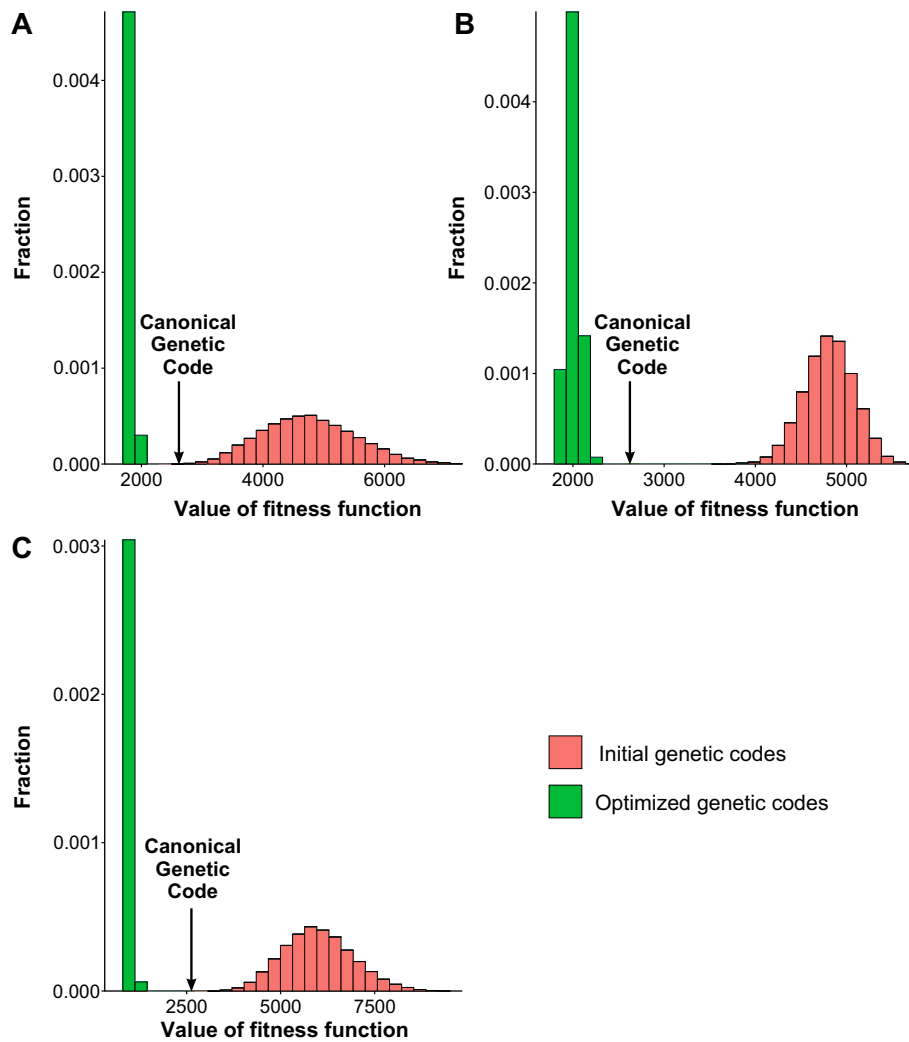 A
Fraction
0.004
0.003
0.002
0.001
0.000
Canonical
Genetic
Code
2000 4000 6000
Value of fitness function
B
Fraction
0.004
0.003
0.002
0.001
0.000
Canonical
Genetic
Code
2000 3000 4000 5000
Value of fitness function
C
Fraction
0.003
0.002
0.001
0.000
Canonical
Genetic
Code
2500 5000 7500
Value of fitness function
Initial genetic codes
Optimized genetic codes